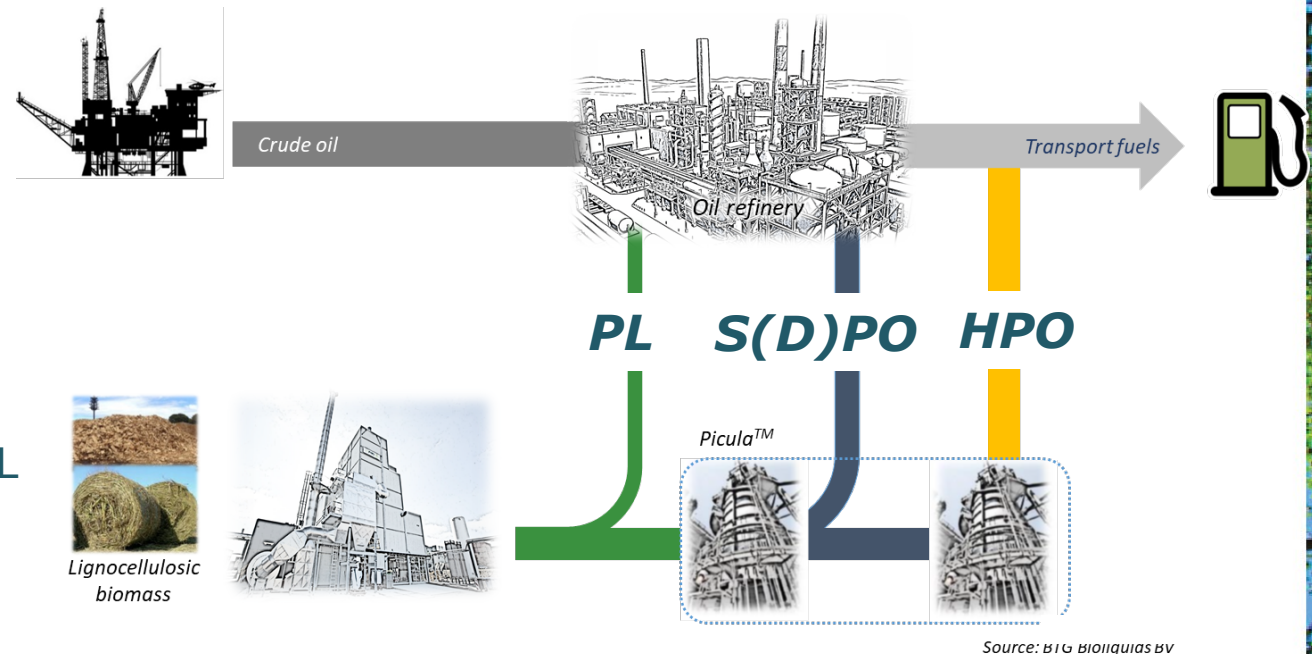 Crude oil
Transport fuels
Oil refinery
PL
S(D)PO
HPO
Picula™
L
Lignocellulosic
biomass
Source: BTG Bioliquids BV